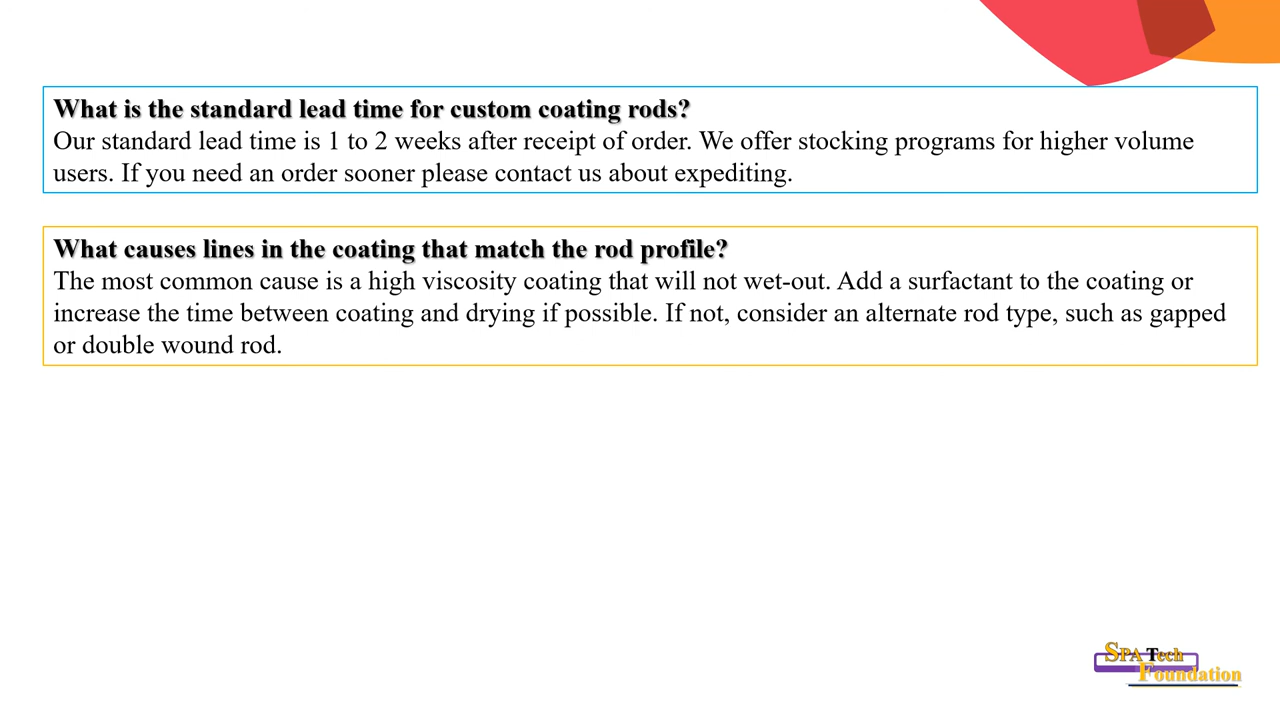 What is the standard lead time for custom coating rods?
Our standard lead time is 1 to 2 weeks after receipt of order. We offer stocking programs for higher volume
users. If you need an order sooner please contact us about expediting.
What causes lines in the coating that match the rod profile?
The most common cause is a high viscosity coating that will not wet-out. Add a surfactant to the coating or
increase the time between coating and drying if possible. If not, consider an alternate rod type, such as gapped
or double wound rod.
SPA Tech
Foundation